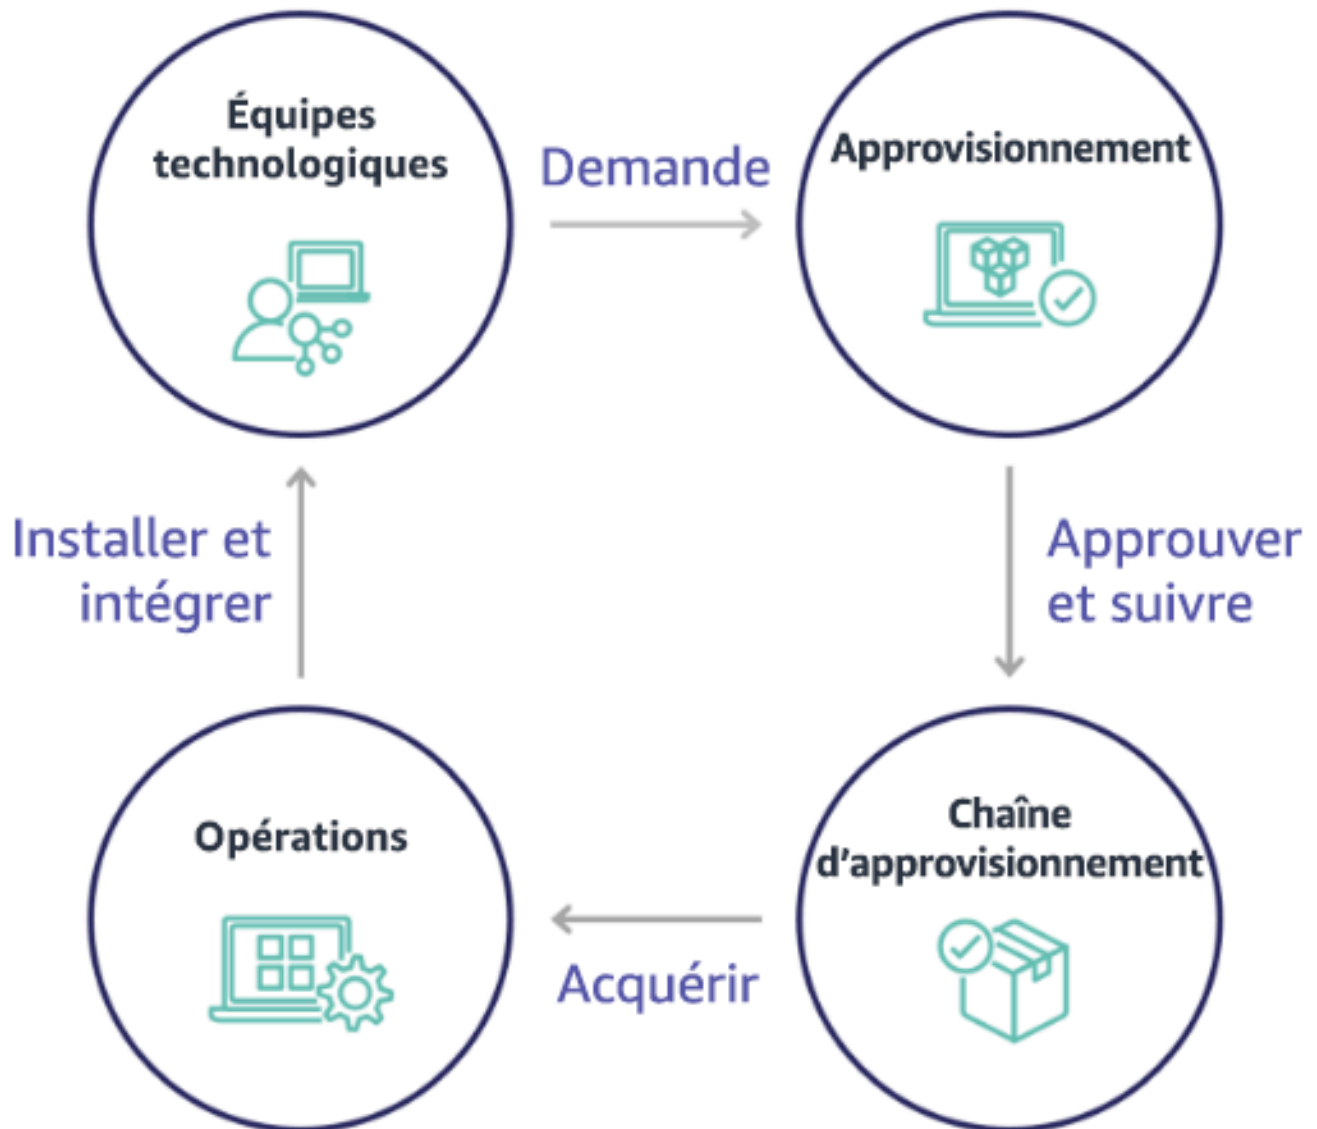 Équipes
technologiques
Demande
Approvisionnement
Installer et
intégrer
Approuver
et suivre
Opérations
Chaîne
d’approvisionnement
Acquérir